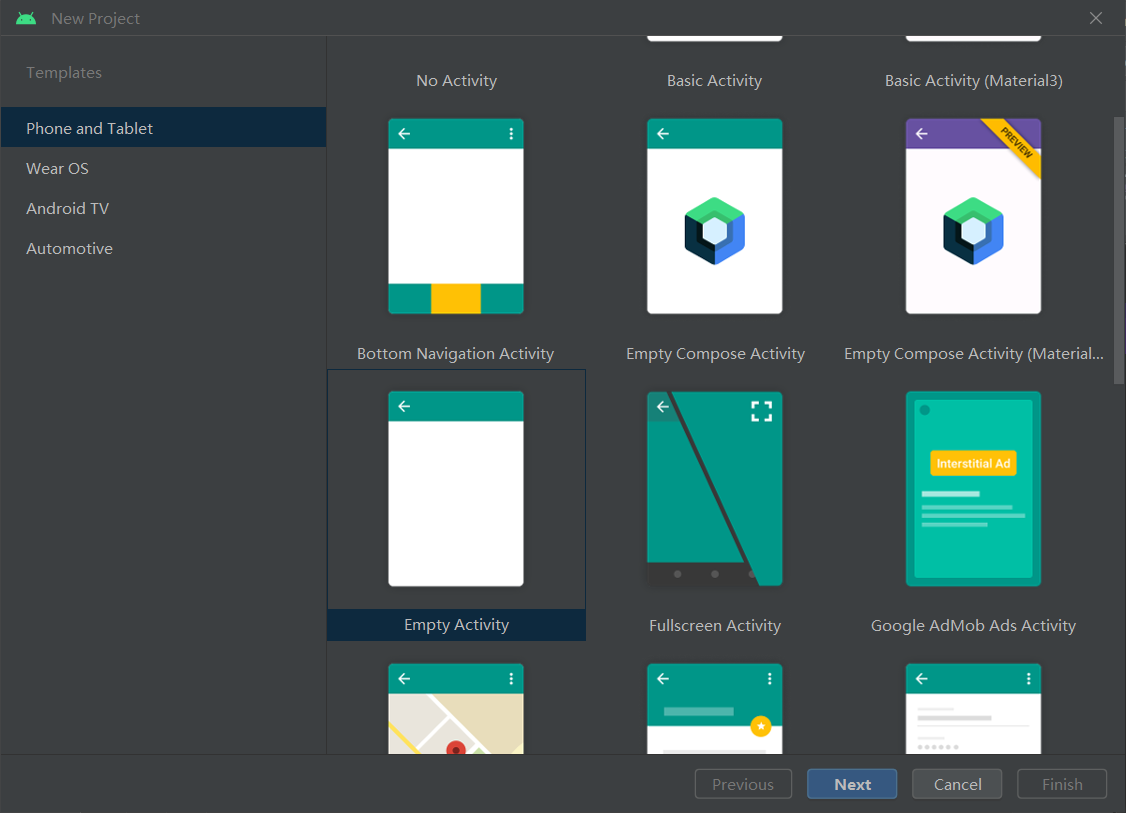 New Project
Templates
Phone and Tablet
Wear OS
Android TV
Automotive
No Activity
Basic Activity
Basic Activity (Material3)
PREVIEW
Bottom Navigation Activity
Empty Compose Activity
Empty Compose Activity (Material...
Interstitial Ad
Empty Activity
Fullscreen Activity
Google AdMob Ads Activity
Previous
Next
Cancel
Finish